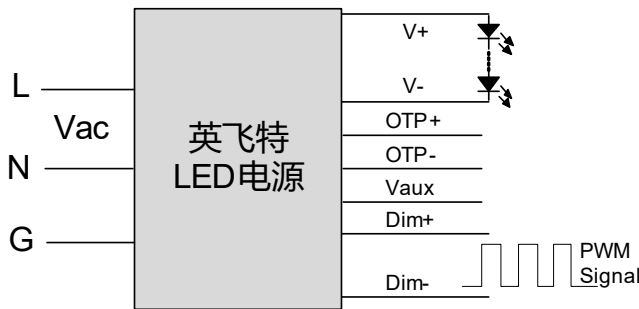 L
Vac
N
G
英飞特
LED电源
V+
V-
OTP+
OTP-
Vaux
Dim+
Dim-
PWM
Signal